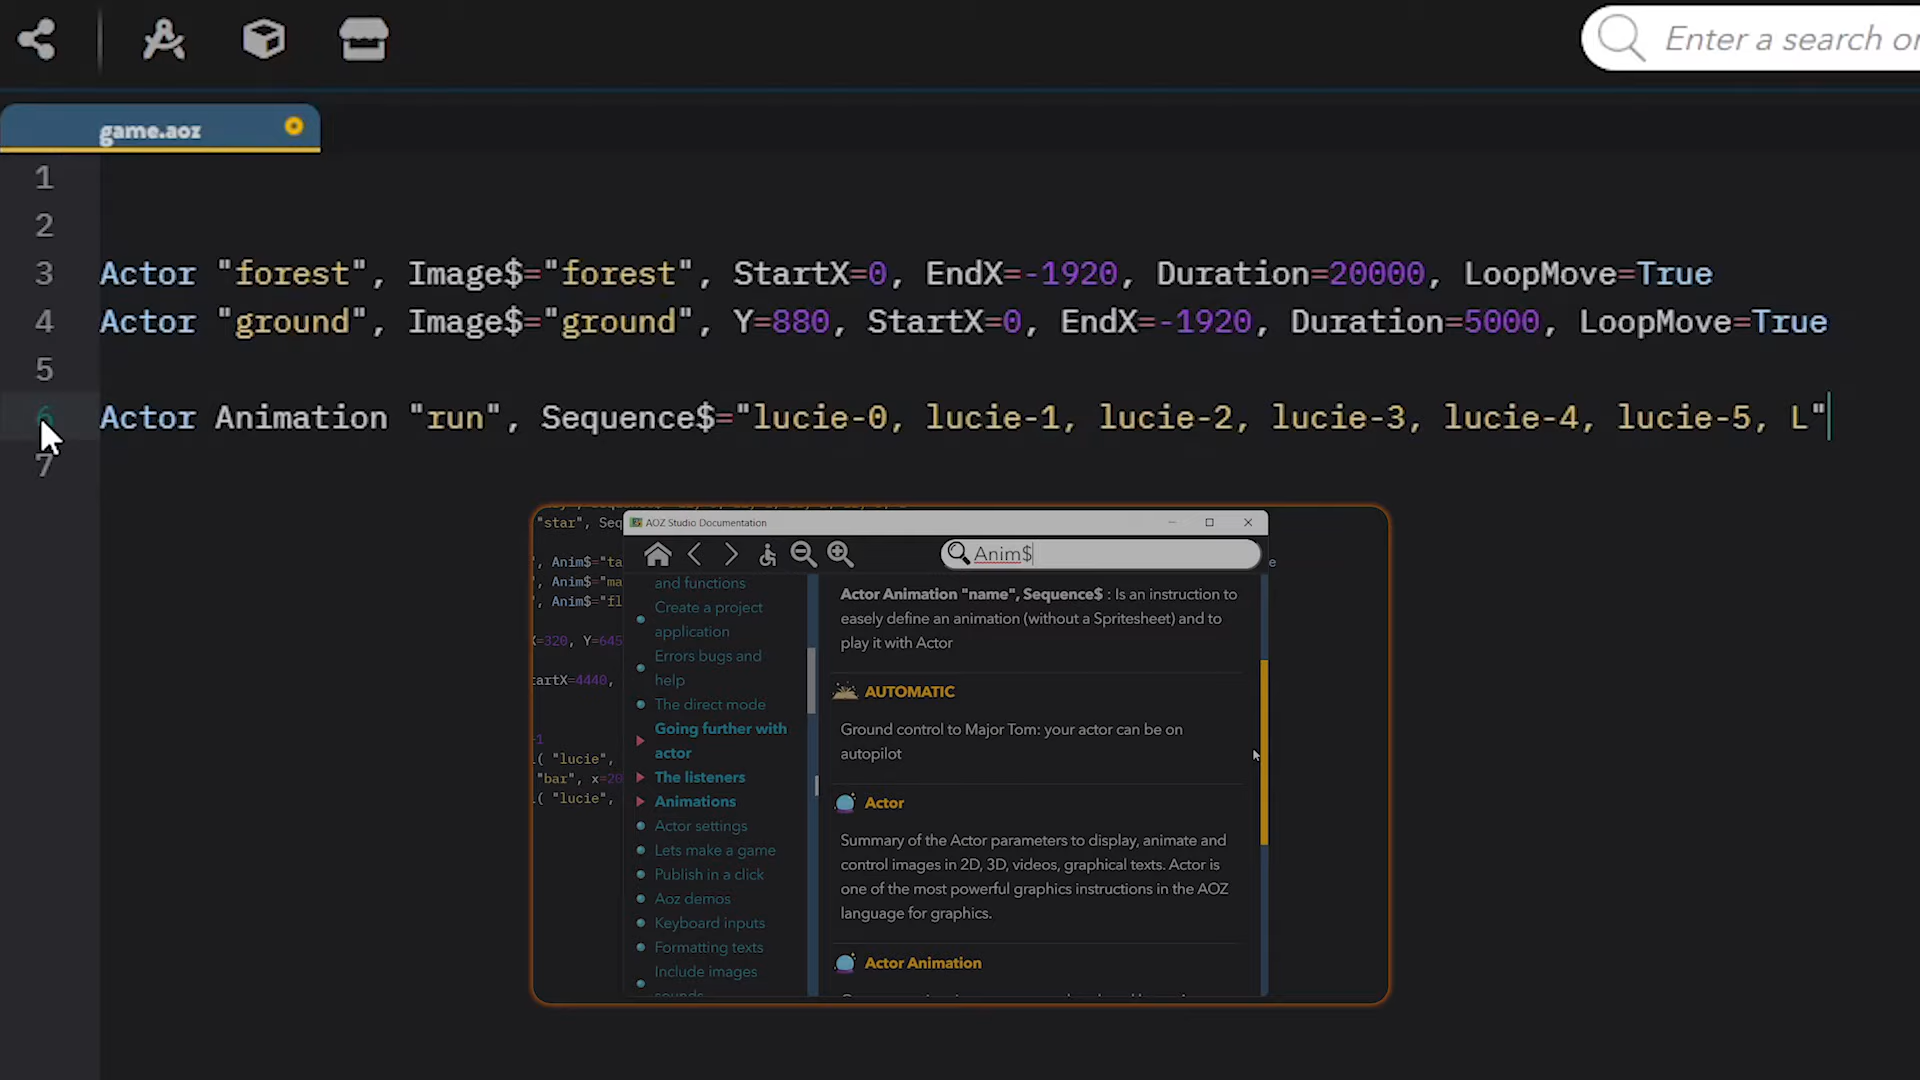 Enter a search or
game.aoz
1
2
3 Actor "forest", Image$="forest", StartX=0, EndX=-1920, Duration=20000, LoopMove=True
4 Actor "ground", Image$="ground", Y=880, StartX=0, EndX=-1920, Duration=5000, LoopMove=True
5
6 Actor Animation "run", Sequence$="lucie-0, lucie-1, lucie-2, lucie-3, lucie-4, lucie-5, L"
7
"star", Seq
, Anim$="ta
, Anim$="ma
, Anim$="fl
X=320, Y=645
tartX=4440,
-1
( "lucie",
"bar", x=20
( "lucie",
AOZ Studio Documentation
Anim$
e
and functions
Create a project
application
Errors bugs and
help
The direct mode
Going further with
actor
The listeners
Animations
Actor settings
Lets make a game
Publish in a click
Aoz demos
Keyboard inputs
Formatting texts
Include images
sounds
Actor Animation "name", Sequence$ : Is an instruction to
easely define an animation (without a Spritesheet) and to
play it with Actor
AUTOMATIC
Ground control to Major Tom: your actor can be on
autopilot
Actor
Summary of the Actor parameters to display, animate and
control images in 2D, 3D, videos, graphical texts. Actor is
one of the most powerful graphics instructions in the AOZ
language for graphics.
Actor Animation